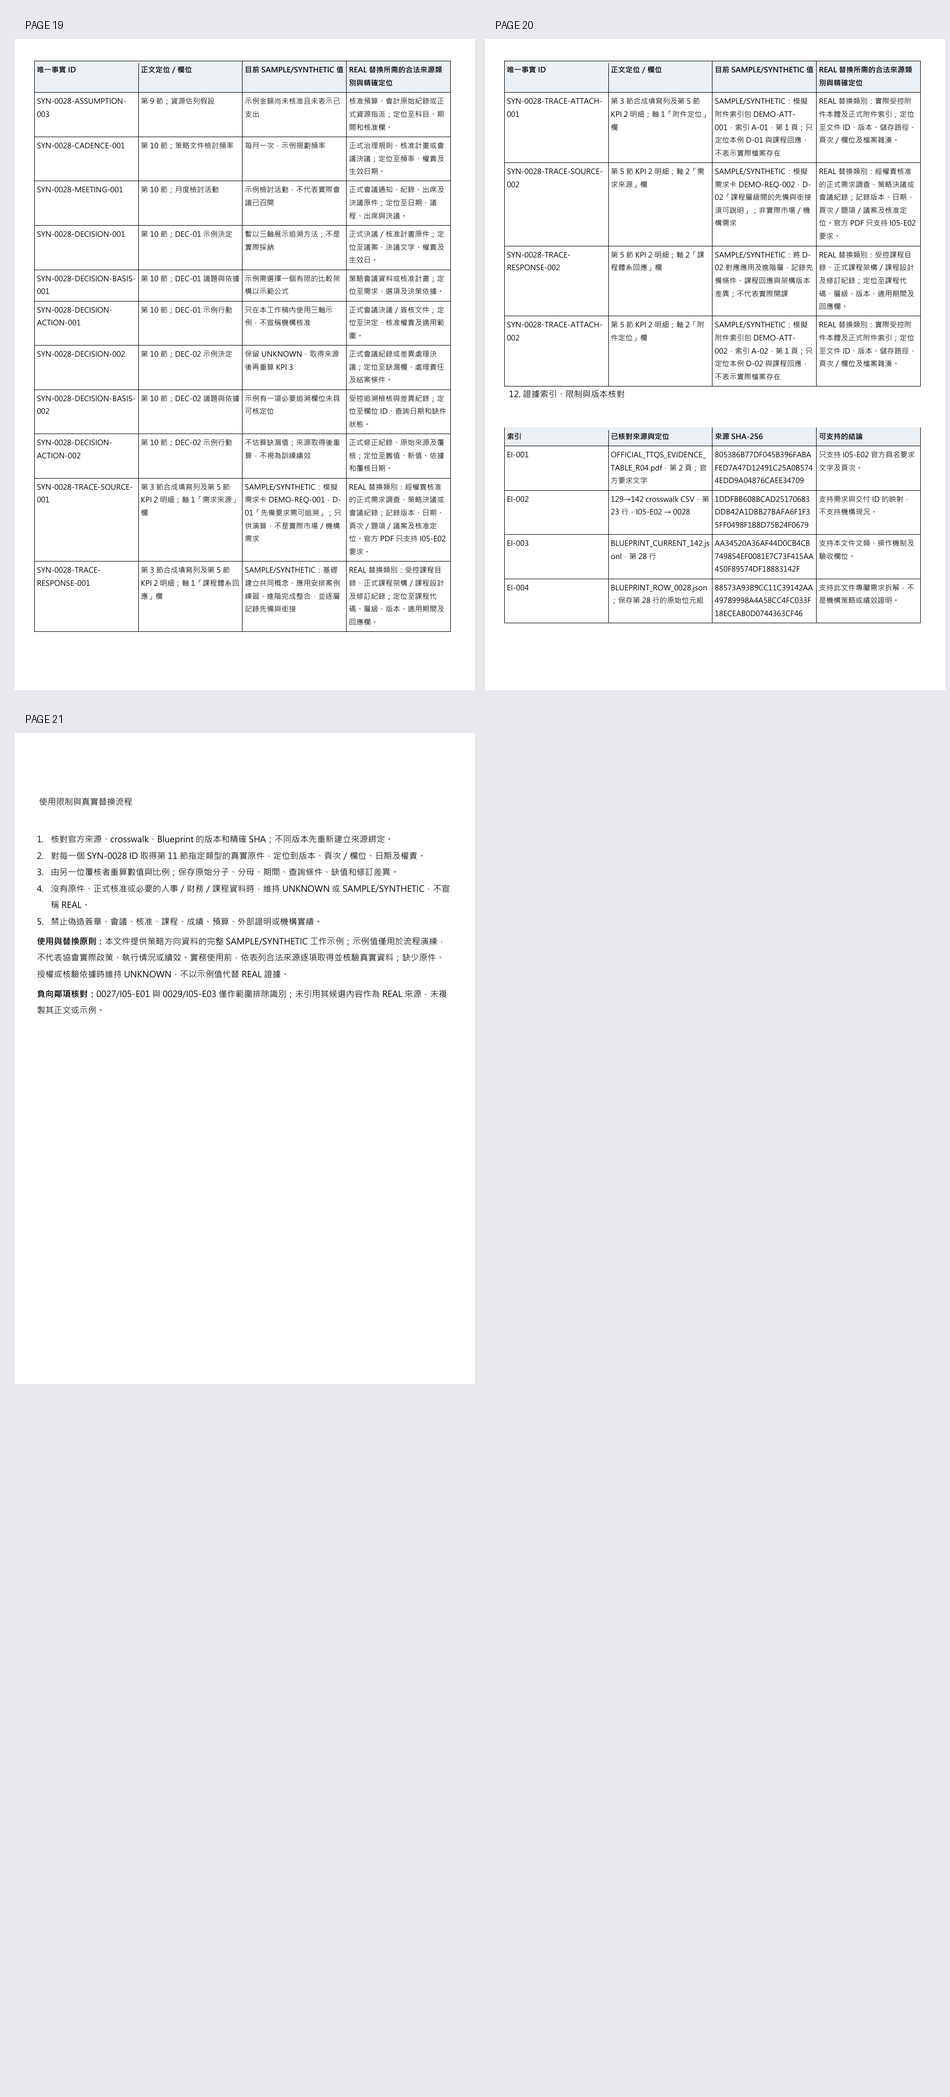 PAGE 19
唯一事實 ID
正文定位 / 欄位
目前 SAMPLE/SYNTHETIC 值
REAL 替換所需的合法來源類
別與精確定位
SYN-0028-ASSUMPTION-
003
第 9 節；資源估列假設
示例金額尚未核准且未表示已
支出
核准預算、會計原始紀錄或正
式資源指派；定位至科目、期
間和核准欄。
SYN-0028-CADENCE-001
第 10 節；策略文件檢討頻率
每月一次，示例規劃頻率
正式治理規則、核准計畫或會
議決議；定位至頻率、權責及
生效日期。
SYN-0028-MEETING-001
第 10 節；月度檢討活動
示例檢討活動，不代表實際會
議已召開
正式會議通知、紀錄、出席及
決議原件；定位至日期、議
程、出席與決議。
SYN-0028-DECISION-001
第 10 節；DEC-01 示例決定
暫以三軸展示追溯方法；不是
實際採納
正式決議 / 核准計畫原件；定
位至議案、決議文字、權責及
生效日。
SYN-0028-DECISION-BASIS-
001
第 10 節；DEC-01 議題與依據
示例需選擇一個有限的比較架
構以示範公式
策略會議資料或核准計畫；定
位至需求、選項及決策依據。
SYN-0028-DECISION-
ACTION-001
第 10 節；DEC-01 示例行動
只在本工作稿內使用三軸示
例，不宣稱機構核准
正式會議決議 / 簽核文件；定
位至決定、核准權責及適用範
圍。
SYN-0028-DECISION-002
第 10 節；DEC-02 示例決定
保留 UNKNOWN，取得來源
後再重算 KPI 3
正式會議紀錄或差異處理決
議；定位至缺漏欄、處理責任
及結案條件。
SYN-0028-DECISION-BASIS-
002
第 10 節；DEC-02 議題與依據
示例有一項必要追溯欄位未具
可核定位
受控追溯檢核與差異紀錄；定
位至欄位 ID、查詢日期和缺件
狀態。
SYN-0028-DECISION-
ACTION-002
第 10 節；DEC-02 示例行動
不估算缺漏值；來源取得後重
算，不視為訓練績效
正式修正紀錄、原始來源及覆
核；定位至舊值、新值、依據
和覆核日期。
SYN-0028-TRACE-SOURCE-
001
第 3 節合成填寫列及第 5 節
KPI 2 明細；軸 1「需求來源」
欄
SAMPLE/SYNTHETIC：模擬
需求卡 DEMO-REQ-001，D-
01「先備要求需可追溯」；只
供演算，不是實際市場 / 機構
需求
REAL 替換類別：經權責核准
的正式需求調查、策略決議或
會議紀錄；記錄版本、日期、
頁次 / 題項 / 議案及核准定
位。官方 PDF 只支持 I05-E02
要求。
SYN-0028-TRACE-
RESPONSE-001
第 3 節合成填寫列及第 5 節
KPI 2 明細；軸 1「課程體系回
應」欄
SAMPLE/SYNTHETIC：基礎
建立共同概念、應用安排案例
練習、進階完成整合，並逐層
記錄先備與銜接
REAL 替換類別：受控課程目
錄、正式課程架構 / 課程設計
及修訂紀錄；定位至課程代
碼、層級、版本、適用期間及
回應欄。
PAGE 20
唯一事實 ID
正文定位 / 欄位
目前 SAMPLE/SYNTHETIC 值
REAL 替換所需的合法來源類
別與精確定位
SYN-0028-TRACE-ATTACH-
001
第 3 節合成填寫列及第 5 節
KPI 2 明細；軸 1「附件定位」
欄
SAMPLE/SYNTHETIC：模擬
附件索引包 DEMO-ATT-
001，索引 A-01，第 1 頁；只
定位本例 D-01 與課程回應，
不表示實際檔案存在
REAL 替換類別：實際受控附
件本體及正式附件索引；定位
至文件 ID、版本、儲存路徑、
頁次 / 欄位及檔案雜湊。
SYN-0028-TRACE-SOURCE-
002
第 5 節 KPI 2 明細；軸 2「需
求來源」欄
SAMPLE/SYNTHETIC：模擬
需求卡 DEMO-REQ-002，D-
02「課程層級間的先備與銜接
須可說明」；非實際市場 / 機
構需求
REAL 替換類別：經權責核准
的正式需求調查、策略決議或
會議紀錄；記錄版本、日期、
頁次 / 題項 / 議案及核准定
位。官方 PDF 只支持 I05-E02
要求。
SYN-0028-TRACE-
RESPONSE-002
第 5 節 KPI 2 明細；軸 2「課
程體系回應」欄
SAMPLE/SYNTHETIC：將 D-
02 對應應用及進階層，記錄先
備條件、課程回應與架構版本
差異；不代表實際開課
REAL 替換類別：受控課程目
錄、正式課程架構 / 課程設計
及修訂紀錄；定位至課程代
碼、層級、版本、適用期間及
回應欄。
SYN-0028-TRACE-ATTACH-
002
第 5 節 KPI 2 明細；軸 2「附
件定位」欄
SAMPLE/SYNTHETIC：模擬
附件索引包 DEMO-ATT-
002，索引 A-02，第 1 頁；只
定位本例 D-02 與課程回應，
不表示實際檔案存在
REAL 替換類別：實際受控附
件本體及正式附件索引；定位
至文件 ID、版本、儲存路徑、
頁次 / 欄位及檔案雜湊。
12. 證據索引、限制與版本核對
索引
已核對來源與定位
來源 SHA-256
可支持的結論
EI-001
OFFICIAL_TTQS_EVIDENCE_
TABLE_R04.pdf，第 2 頁；官
方要求文字
805386B77DF045B396FABA
FED7A47D12491C25A0B574
4EDD9A04876CAEE34709
只支持 I05-E02 官方具名要求
文字及頁次。
EI-002
129→142 crosswalk CSV，第
23 行，I05-E02 → 0028
1DDFBB608BCAD25170683
DDB42A1DBB27BAFA6F1F3
5FF0498F1B8D75B24F0679
支持需求與交付 ID 的映射，
不支持機構現況。
EI-003
BLUEPRINT_CURRENT_142.js
onl，第 28 行
AA34520A36AF44D0CB4CB
749854EF0081E7C73F415AA
450F89574DF18883142F
支持本文件文類、操作機制及
驗收欄位。
EI-004
BLUEPRINT_ROW_0028.json
；保存第 28 行的原始位元組
88573A93B9CC11C39142AA
49789998A4A58CC4FC033F
18ECEAB0D0744363CF46
支持此文件專屬需求拆解，不
是機構策略或績效證明。
PAGE 21
使用限制與真實替換流程
1. 核對官方來源、crosswalk、Blueprint 的版本和精確 SHA；不同版本先重新建立來源綁定。
2. 對每一個 SYN-0028 ID 取得第 11 節指定類型的真實原件，定位到版本、頁次 / 欄位、日期及權責。
3. 由另一位覆核者重算數值與比例；保存原始分子、分母、期間、查詢條件、缺值和修訂差異。
4. 沒有原件、正式核准或必要的人事 / 財務 / 課程資料時，維持 UNKNOWN 或 SAMPLE/SYNTHETIC，不宣
稱 REAL。
5. 禁止偽造簽章、會議、核准、課程、成績、預算、外部證明或機構實績。
使用與替換原則：本文件提供策略方向資料的完整 SAMPLE/SYNTHETIC 工作示例；示例值僅用於流程演練，
不代表協會實際政策、執行情況或績效。實務使用前，依表列合法來源逐項取得並核驗真實資料；缺少原件、
授權或核驗依據時維持 UNKNOWN，不以示例值代替 REAL 證據。
負向鄰項核對：0027/I05-E01 與 0029/I05-E03 僅作範圍排除識別；未引用其候選內容作為 REAL 來源，未複
製其正文或示例。